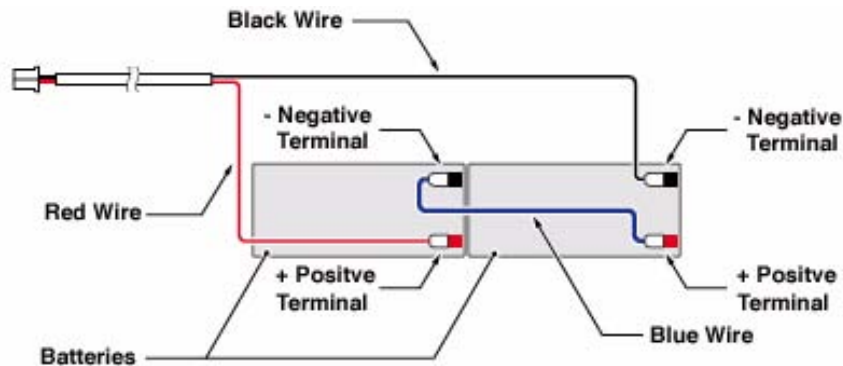 Black Wire
- Negative
Terminal
- Negative
Terminal
Red Wire
+ Positve
Terminal
+ Positve
Terminal
Blue Wire
Batteries